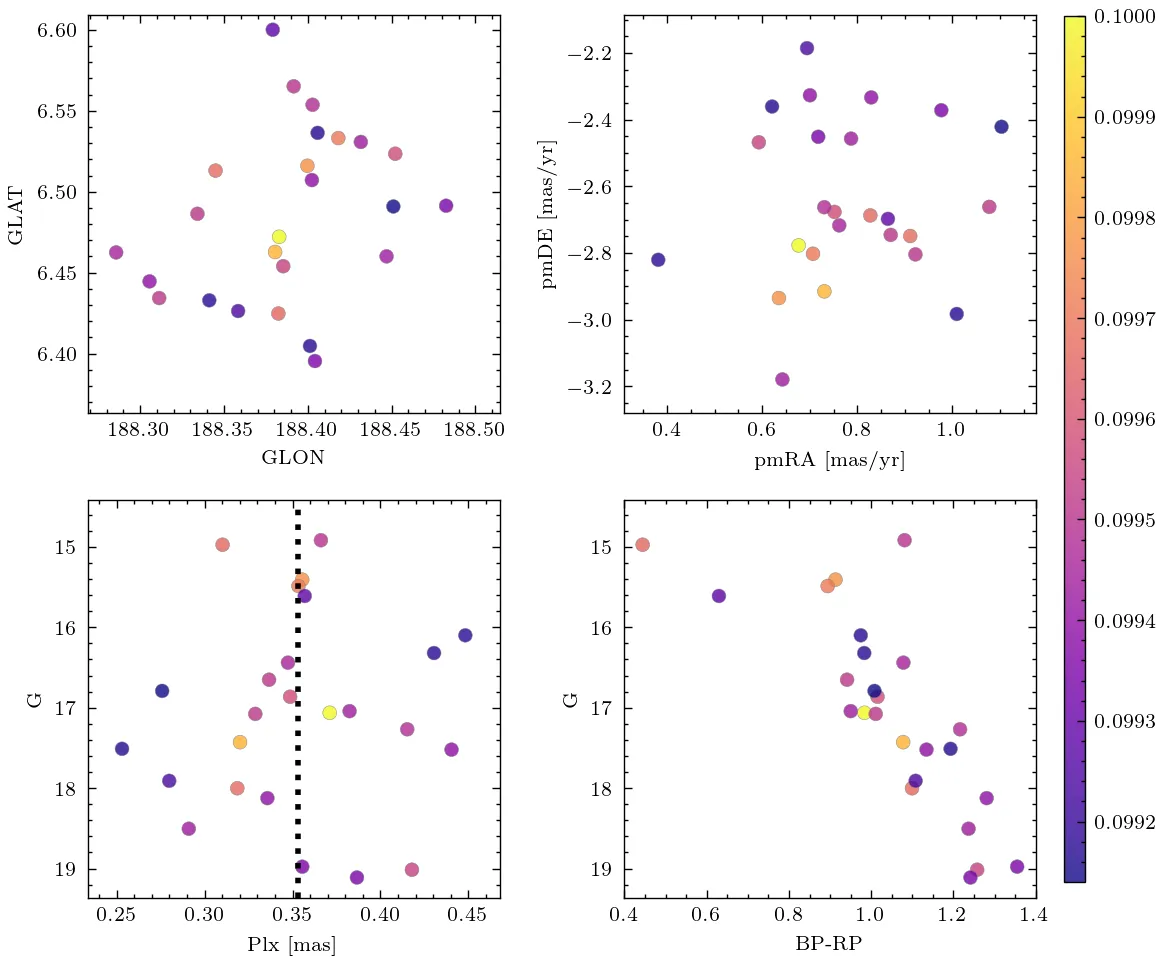 6.60
6.55
6.50
6.45
6.40
GLAT
188.30 188.35 188.40 188.45 188.50
GLON
−2.2
−2.4
−2.6
−2.8
−3.0
−3.2
pmDE [mas/yr]
0.4 0.6 0.8 1.0
pmRA [mas/yr]
0.1000
0.0999
0.0998
0.0997
0.0996
0.0995
0.0994
0.0993
0.0992
15
16
17
18
19
G
0.25 0.30 0.35 0.40 0.45
Plx [mas]
15
16
17
18
19
G
0.4 0.6 0.8 1.0 1.2 1.4
BP-RP